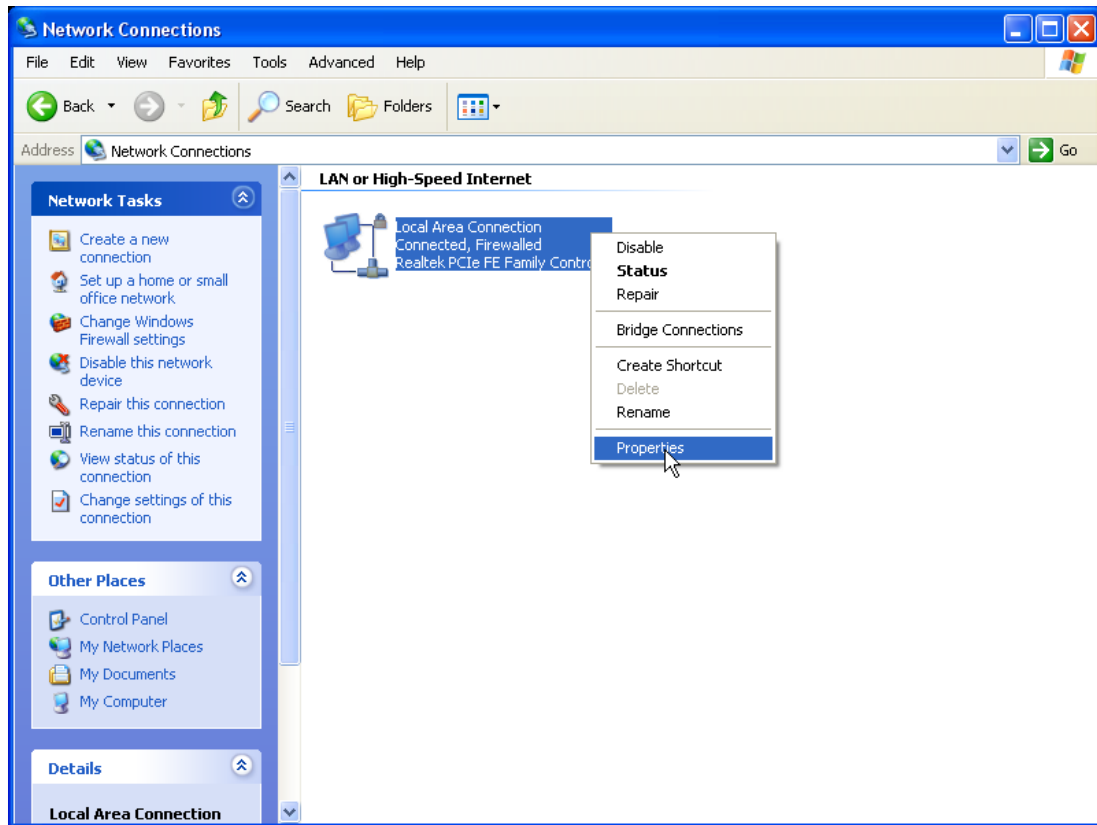 Network Connections
File Edit View Favorites Tools Advanced Help
Back Search Folders
Address Network Connections Go
Network Tasks
Create a new
connection
Set up a home or small
office network
Change Windows
Firewall settings
Disable this network
device
Repair this connection
Rename this connection
View status of this
connection
Change settings of this
connection
Other Places
Control Panel
My Network Places
My Documents
My Computer
Details
Local Area Connection
LAN or High-Speed Internet
Local Area Connection
Connected, Firewalled
Realtek PCIe FE Family Contro
Disable
Status
Repair
Bridge Connections
Create Shortcut
Delete
Rename
Properties